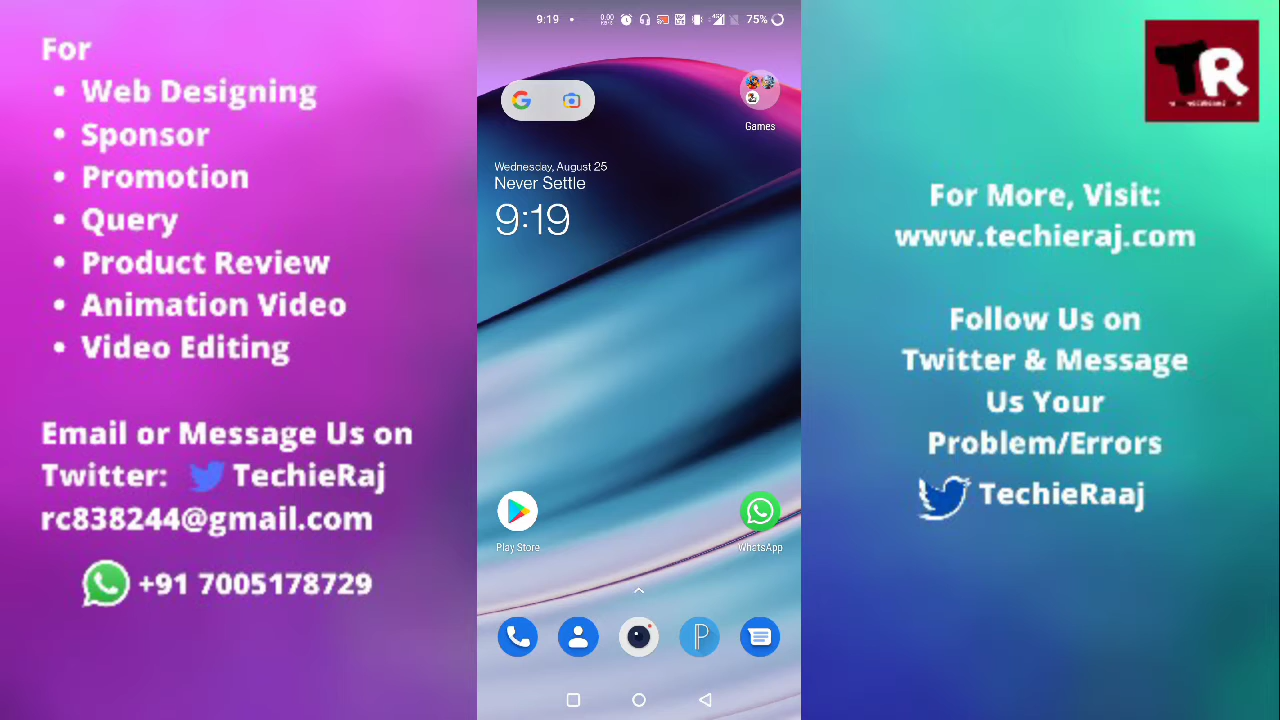 For
• Web Designing
• Sponsor
• Promotion
• Query
• Product Review
• Animation Video
• Video Editing
Email or Message Us on
Twitter: TechieRaj
rc838244@gmail.com
+91 7005178729
9:19
75%
Games
Wednesday, August 25
Never Settle
9:19
Play Store
WhatsApp
TR
For More, Visit:
www.techieraj.com
Follow Us on
Twitter & Message
Us Your
Problem/Errors
TechieRaaj